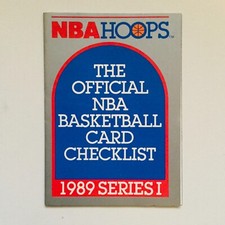 NBA HOOPS
THE
OFFICIAL
NBA
BASKETBALL
CARD
CHECKLIST
1989 SERIES I